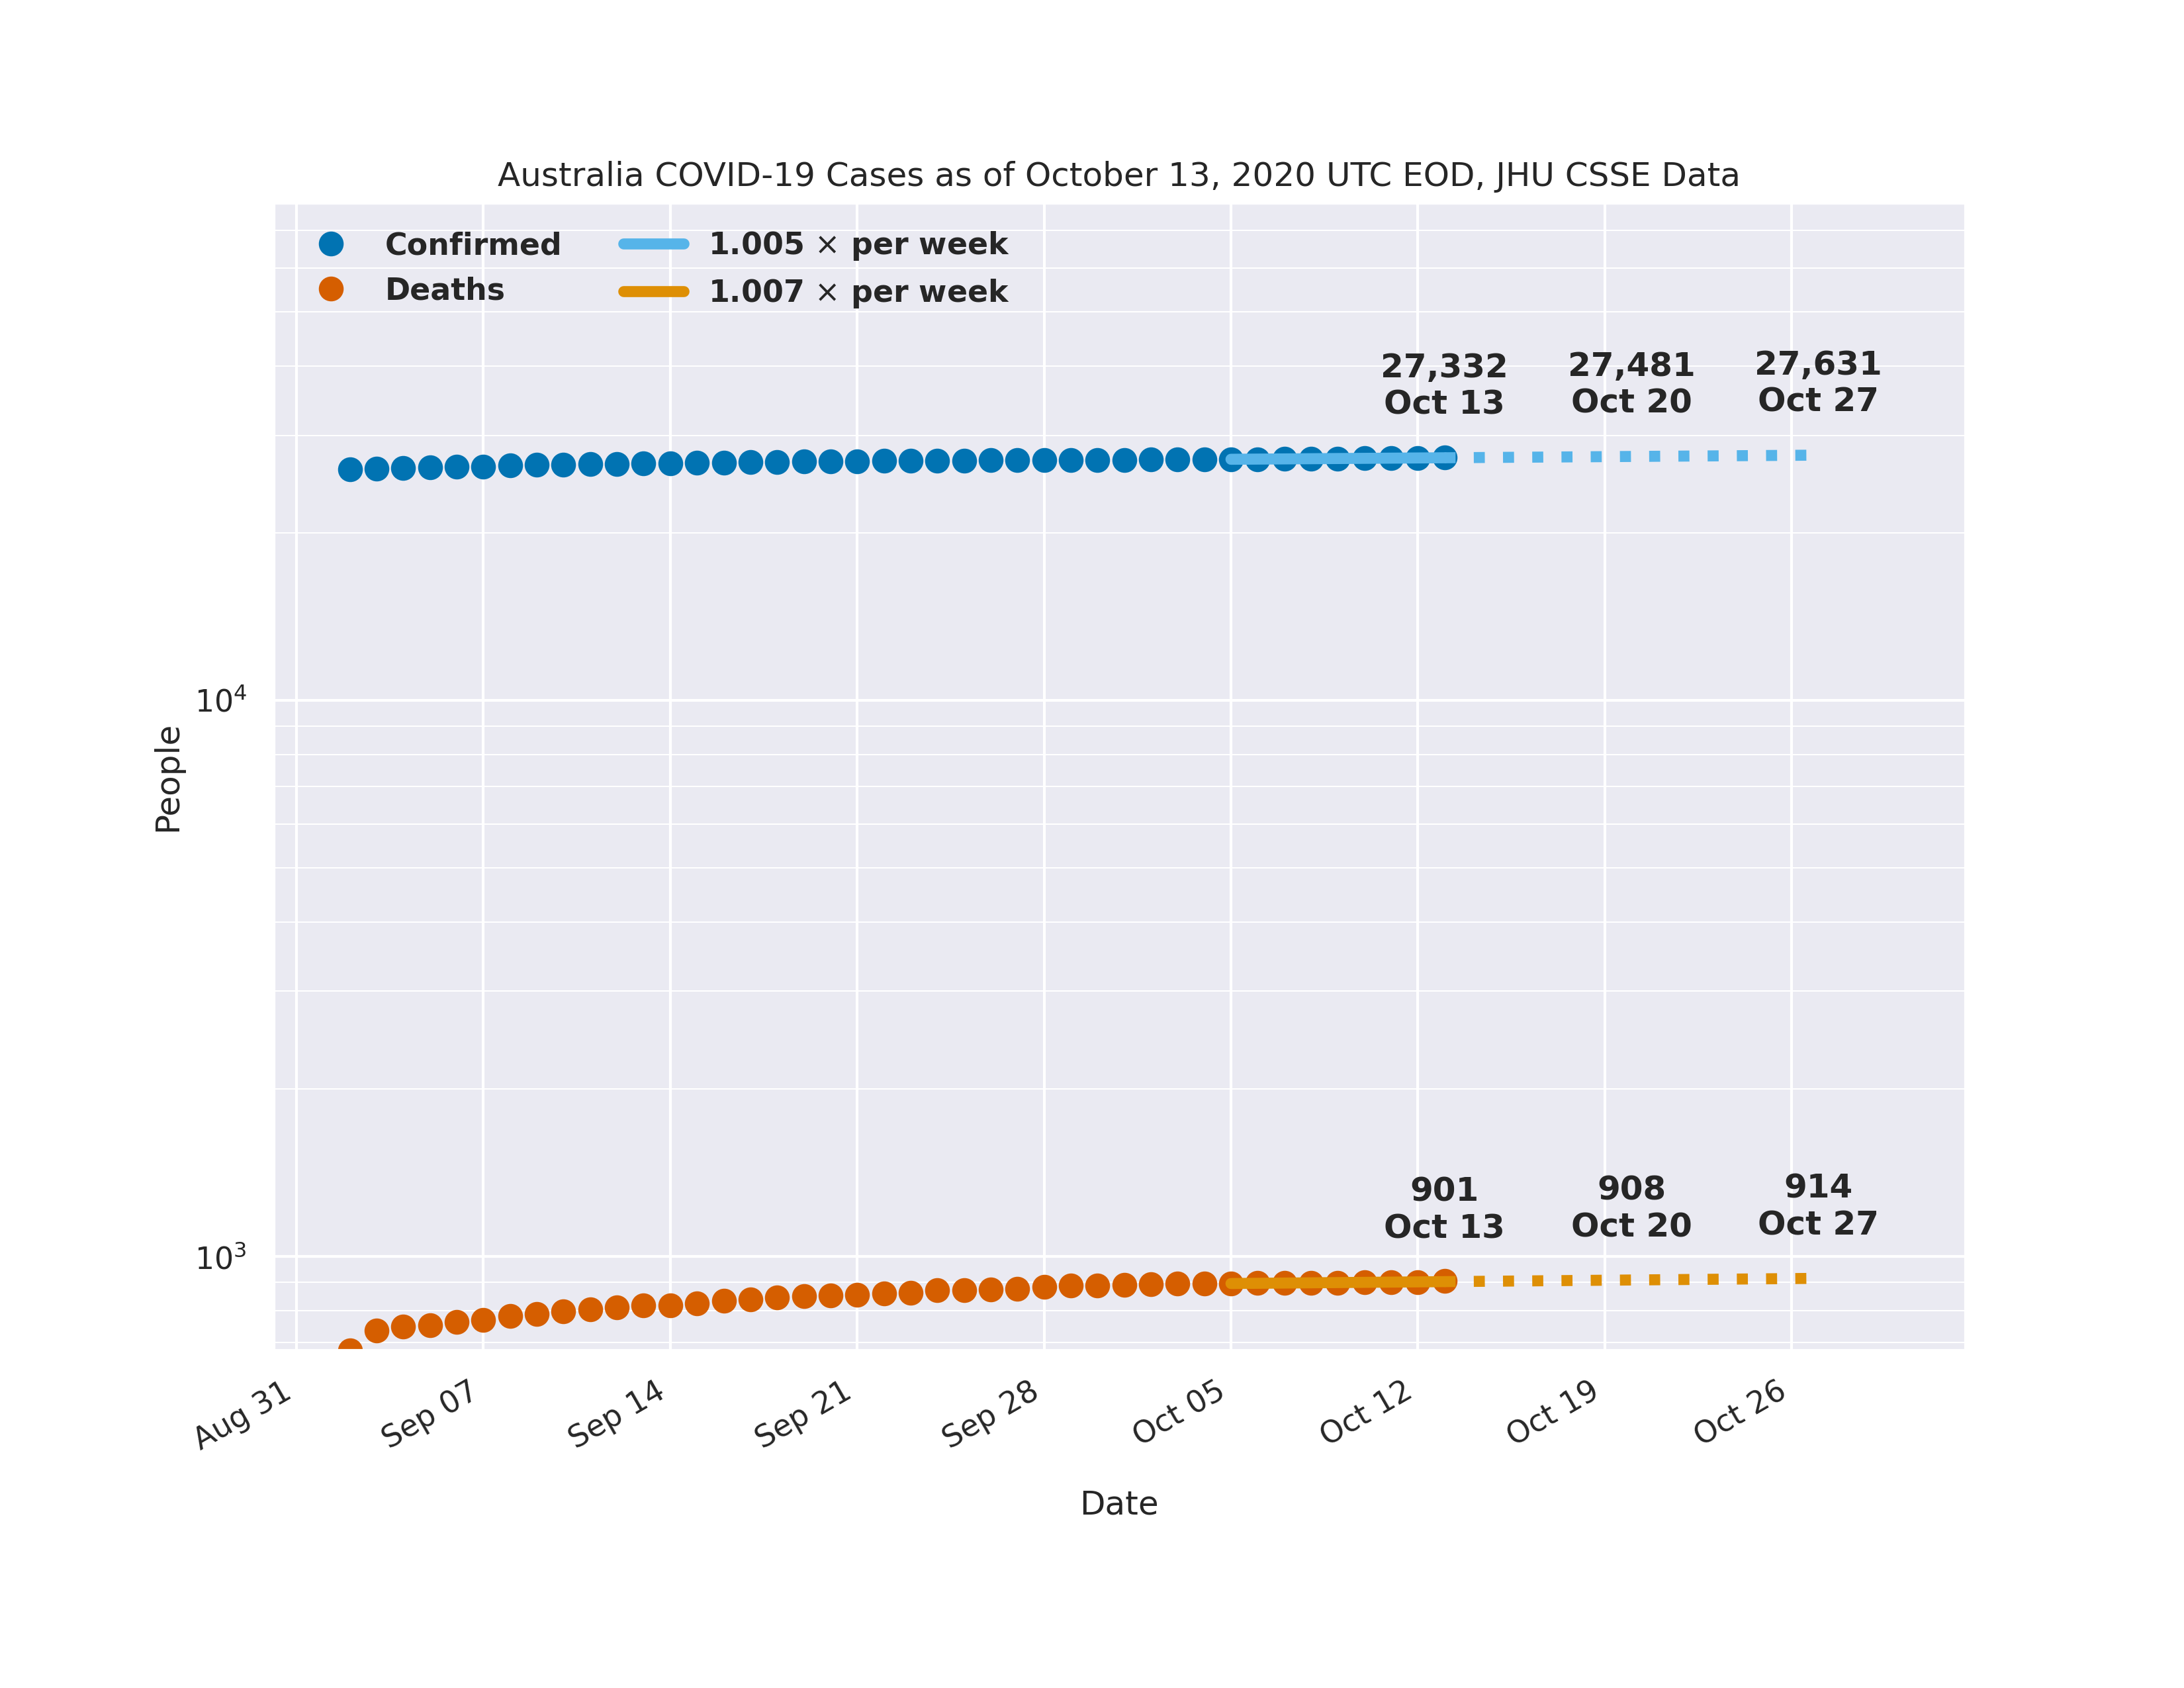 Australia COVID-19 Cases as of October 13, 2020 UTC EOD, JHU CSSE Data
Confirmed
Deaths
1.005 × per week
1.007 × per week
27,332
Oct 13
27,481
Oct 20
27,631
Oct 27
10⁴
People
901
Oct 13
908
Oct 20
914
Oct 27
10³
Aug 31
Sep 07
Sep 14
Sep 21
Sep 28
Oct 05
Oct 12
Oct 19
Oct 26
Date